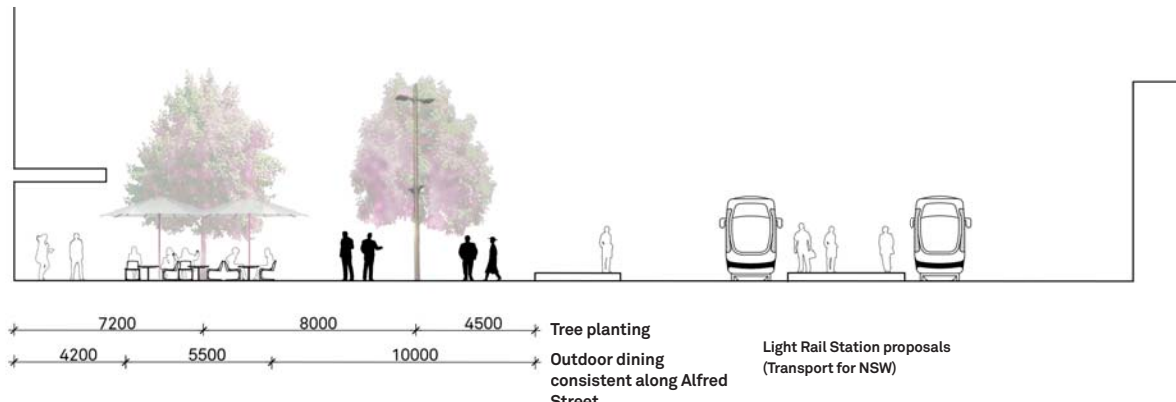 7200 8000 4500 Tree planting
4200 5500 10000 Outdoor dining
consistent along Alfred
Street
Light Rail Station proposals
(Transport for NSW)